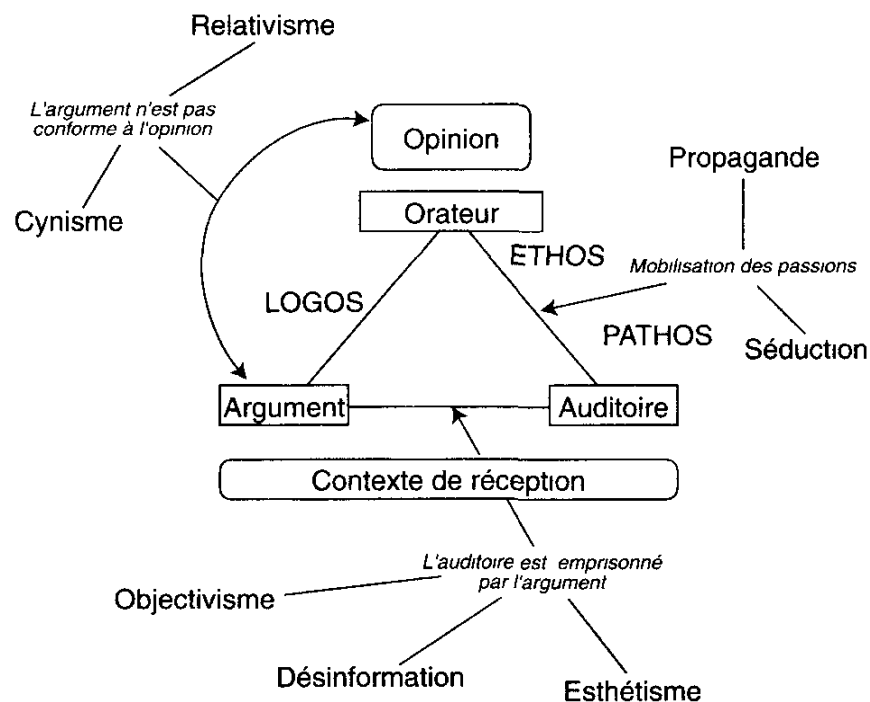 Relativisme
L'argument n'est pas
conforme à l'opinion
Opinion
Propagande
Cynisme
Orateur
ETHOS
Mobilisation des passions
LOGOS
PATHOS
Séduction
Argument
Auditoire
Contexte de réception
L'auditoire est emprisonné
par l'argument
Objectivisme
Désinformation
Esthétisme